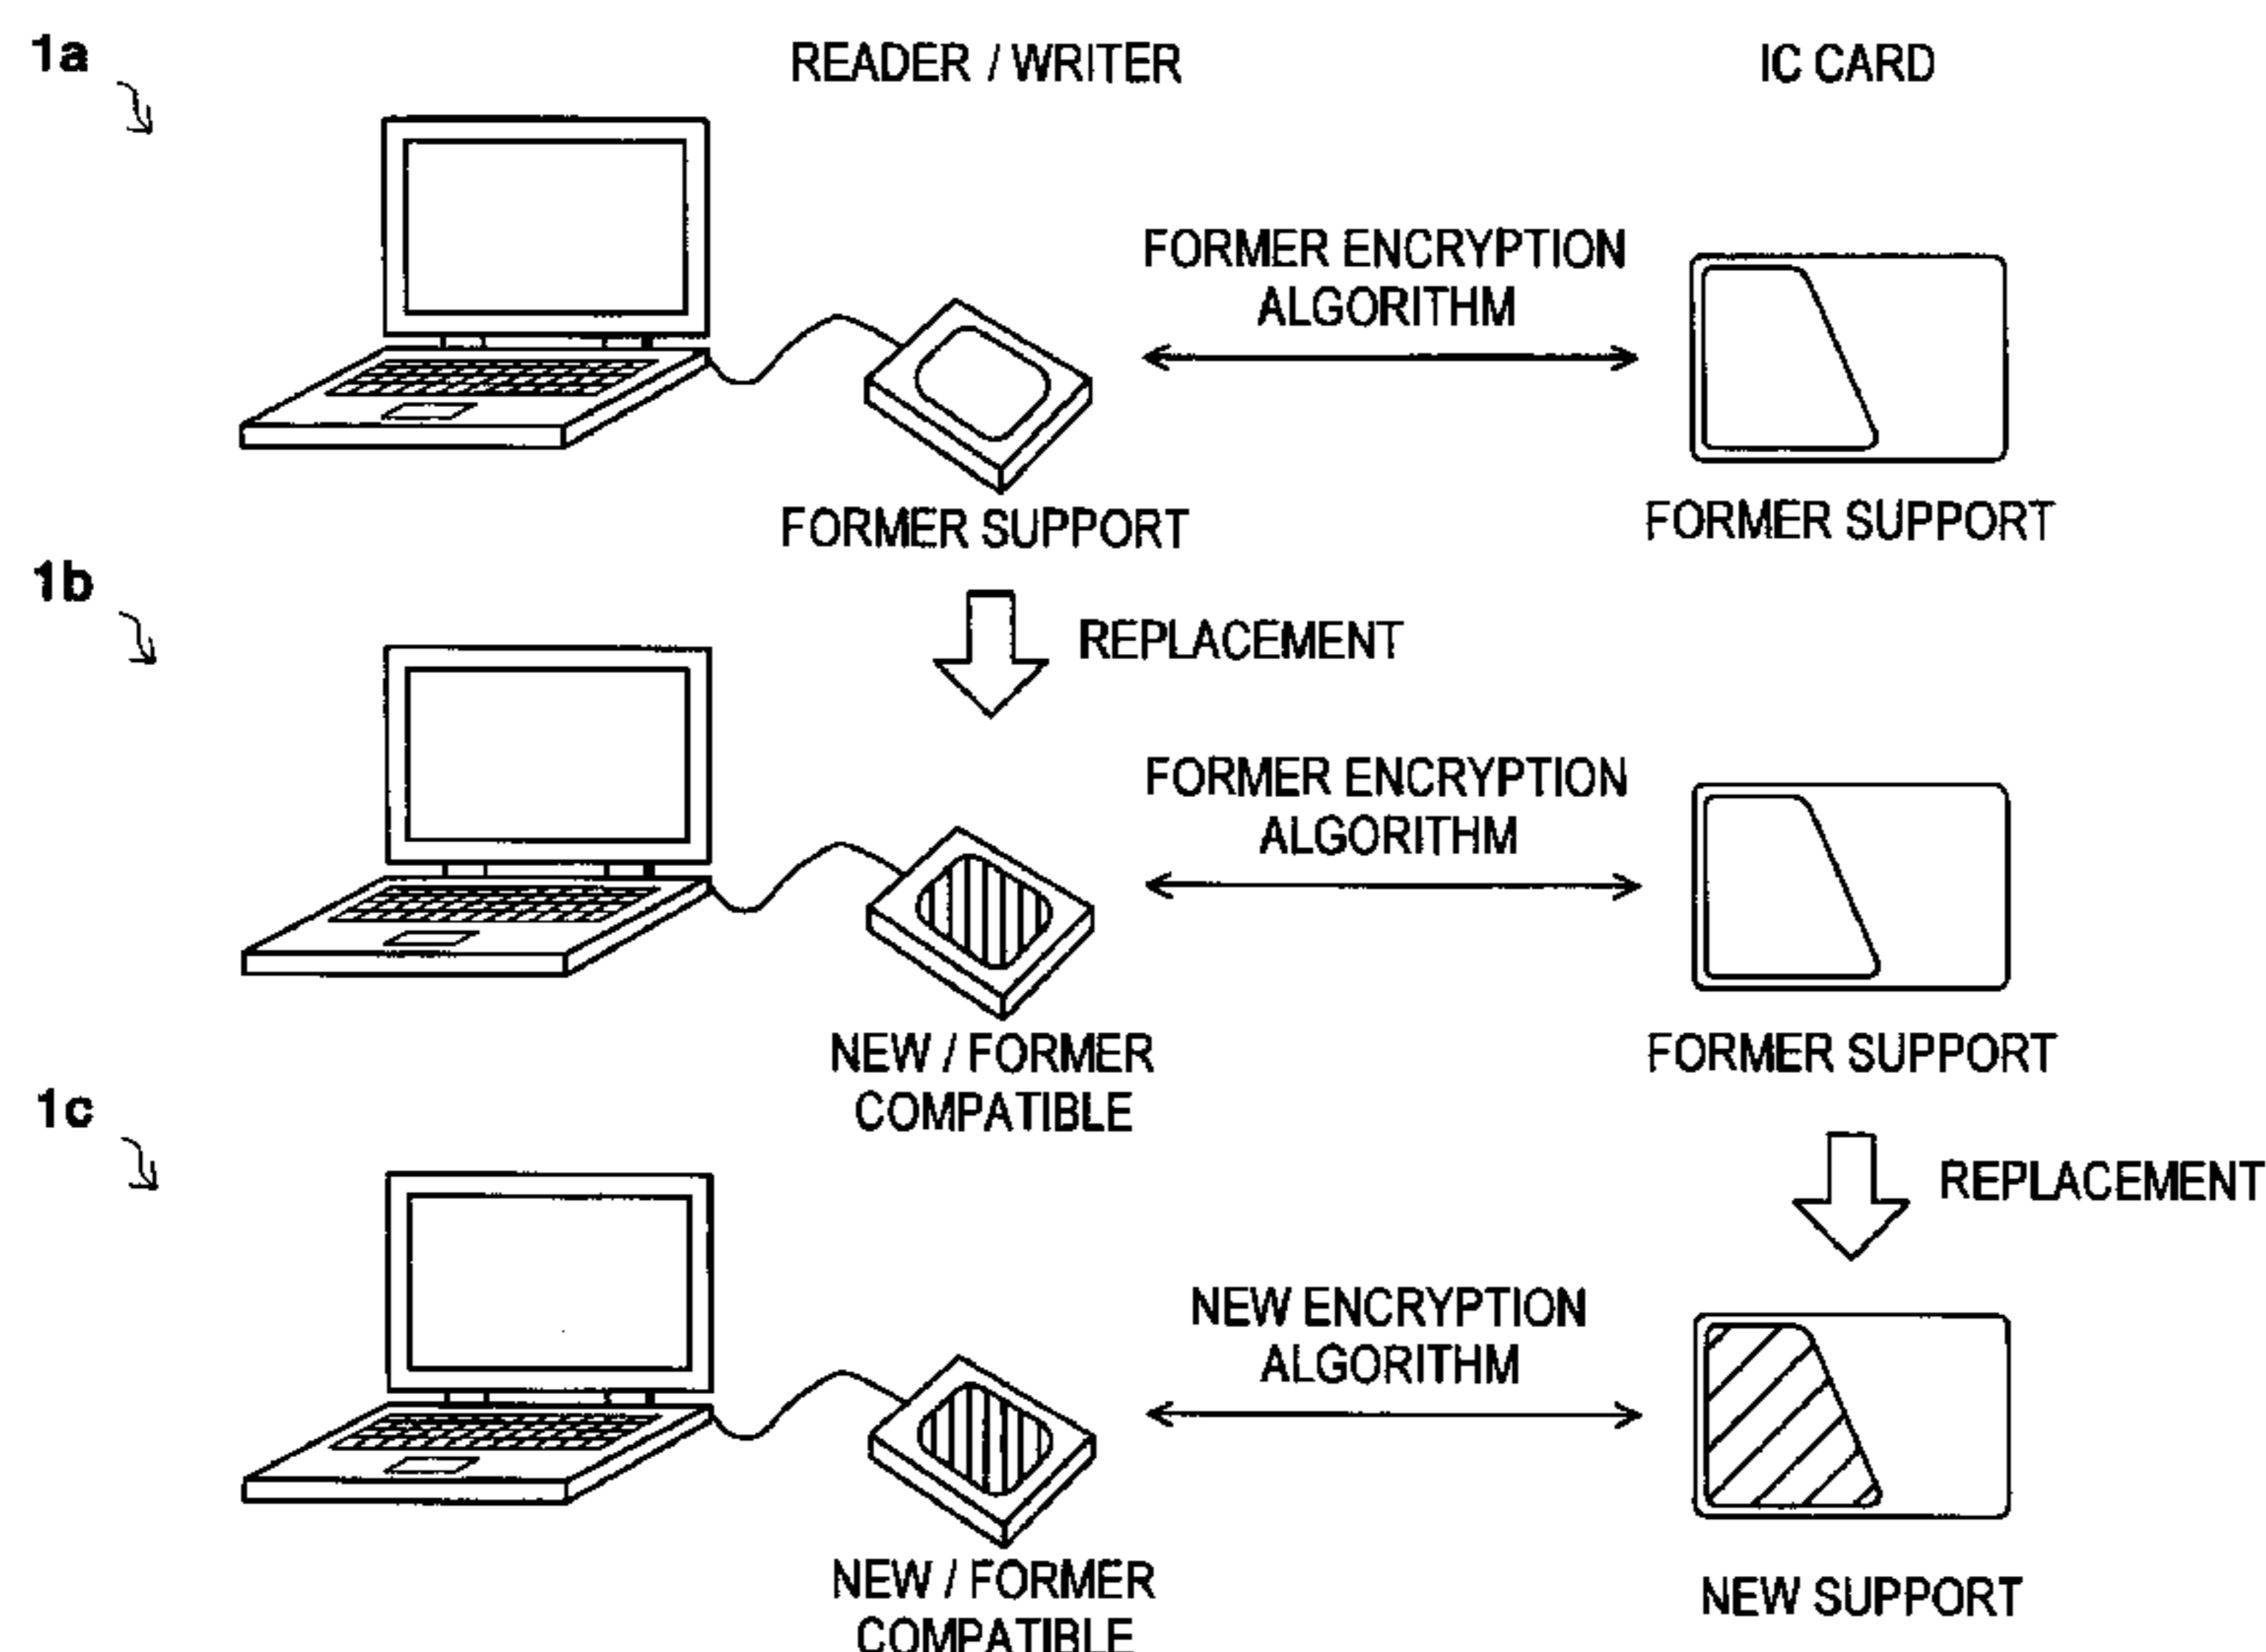 1a
READER / WRITER
IC CARD
FORMER ENCRYPTION
ALGORITHM
FORMER SUPPORT
FORMER SUPPORT
1b
REPLACEMENT
FORMER ENCRYPTION
ALGORITHM
NEW / FORMER
COMPATIBLE
FORMER SUPPORT
1c
REPLACEMENT
NEW ENCRYPTION
ALGORITHM
NEW / FORMER
COMPATIBLE
NEW SUPPORT